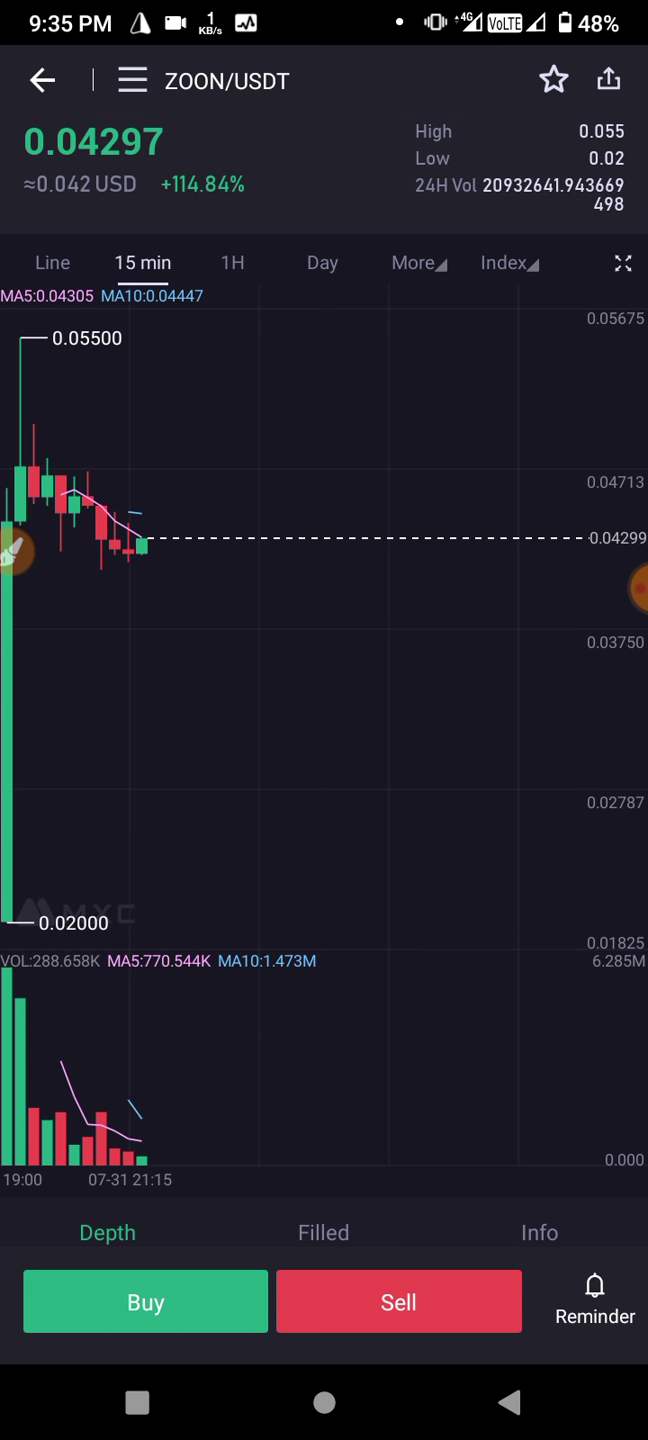 9:35 PM 1 KB/s 4G VoLTE 48%
ZOON/USDT
0.04297
≈0.042 USD +114.84%
High 0.055
Low 0.02
24H Vol 20932641.943669
498
Line 15 min 1H Day More Index
MA5:0.04305 MA10:0.04447
0.05675
0.05500
0.04713
0.04299
0.03750
0.02787
MXC
0.02000
0.01825
VOL:288.658K MA5:770.544K MA10:1.473M 6.285M
0.000
19:00 07-31 21:15
Depth Filled Info
Buy Sell Reminder